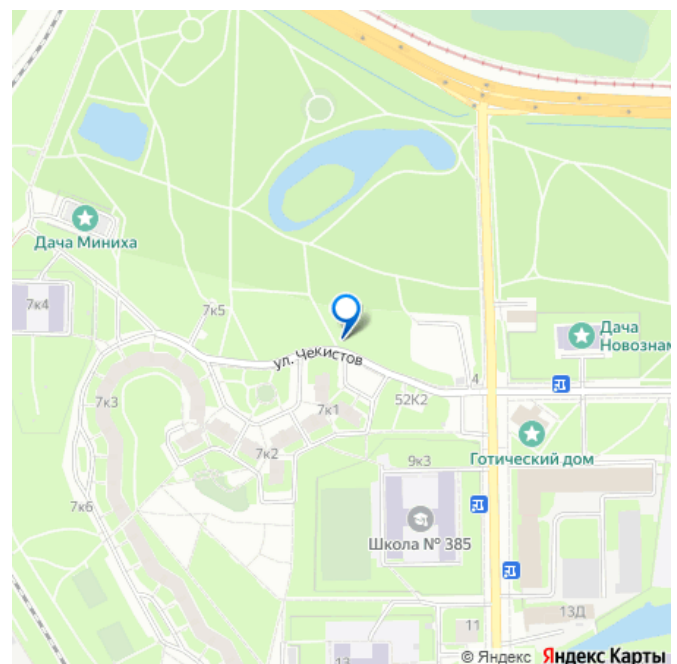 Дача Миниха
7к4
7к5
ул. Чекистов
Дача
Новознам
4
7к3
7к1
52К2
7к2
9к3
Готический дом
7к6
Школа № 385
13Д
11
13
© Яндекс Яндекс Карты